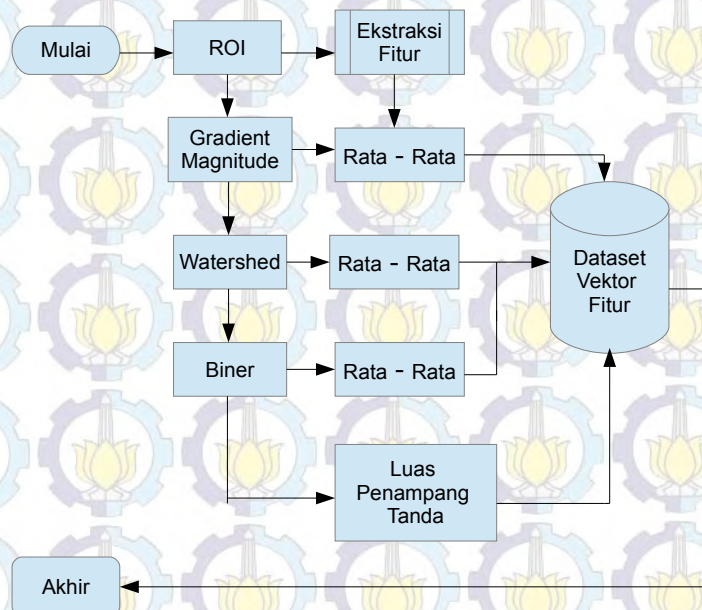 Mulai
ROI
Ekstraksi
Fitur
Gradient
Magnitude
Rata - Rata
Watershed
Rata - Rata
Dataset
Vektor
Fitur
Biner
Rata - Rata
Luas
Penampang
Tanda
Akhir